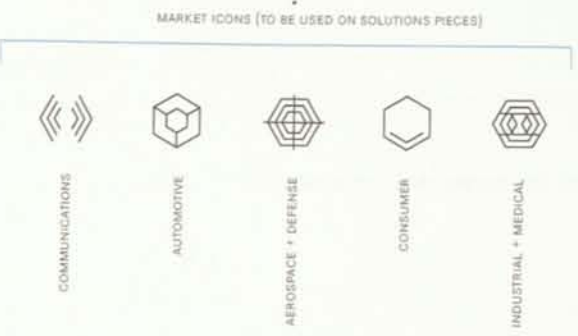 MARKET ICONS (TO BE USED ON SOLUTIONS PIECES)
COMMUNICATIONS
AUTOMOTIVE
AEROSPACE + DEFENSE
CONSUMER
INDUSTRIAL + MEDICAL